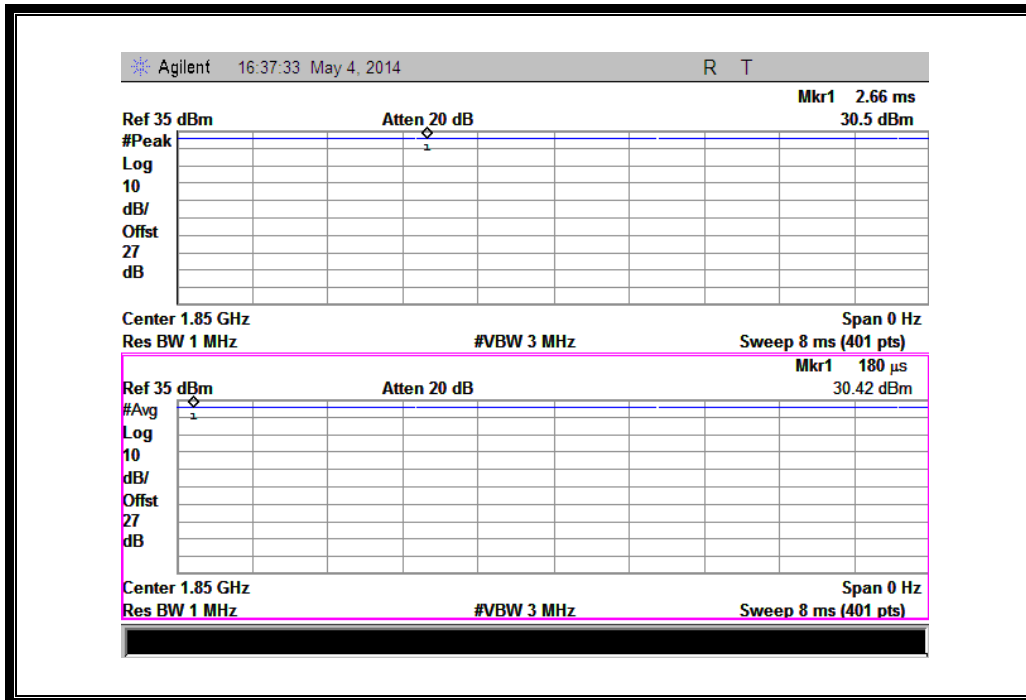 Agilent 16:37:33 May 4, 2014 R T
Mkr1 2.66 ms
Ref 35 dBm Atten 20 dB 30.5 dBm
#Peak
1
Log
10
dB/
Offst
27
dB
Center 1.85 GHz Span 0 Hz
Res BW 1 MHz #VBW 3 MHz Sweep 8 ms (401 pts)
Mkr1 180 μs
Ref 35 dBm Atten 20 dB 30.42 dBm
#Avg
1
Log
10
dB/
Offst
27
dB
Center 1.85 GHz Span 0 Hz
Res BW 1 MHz #VBW 3 MHz Sweep 8 ms (401 pts)